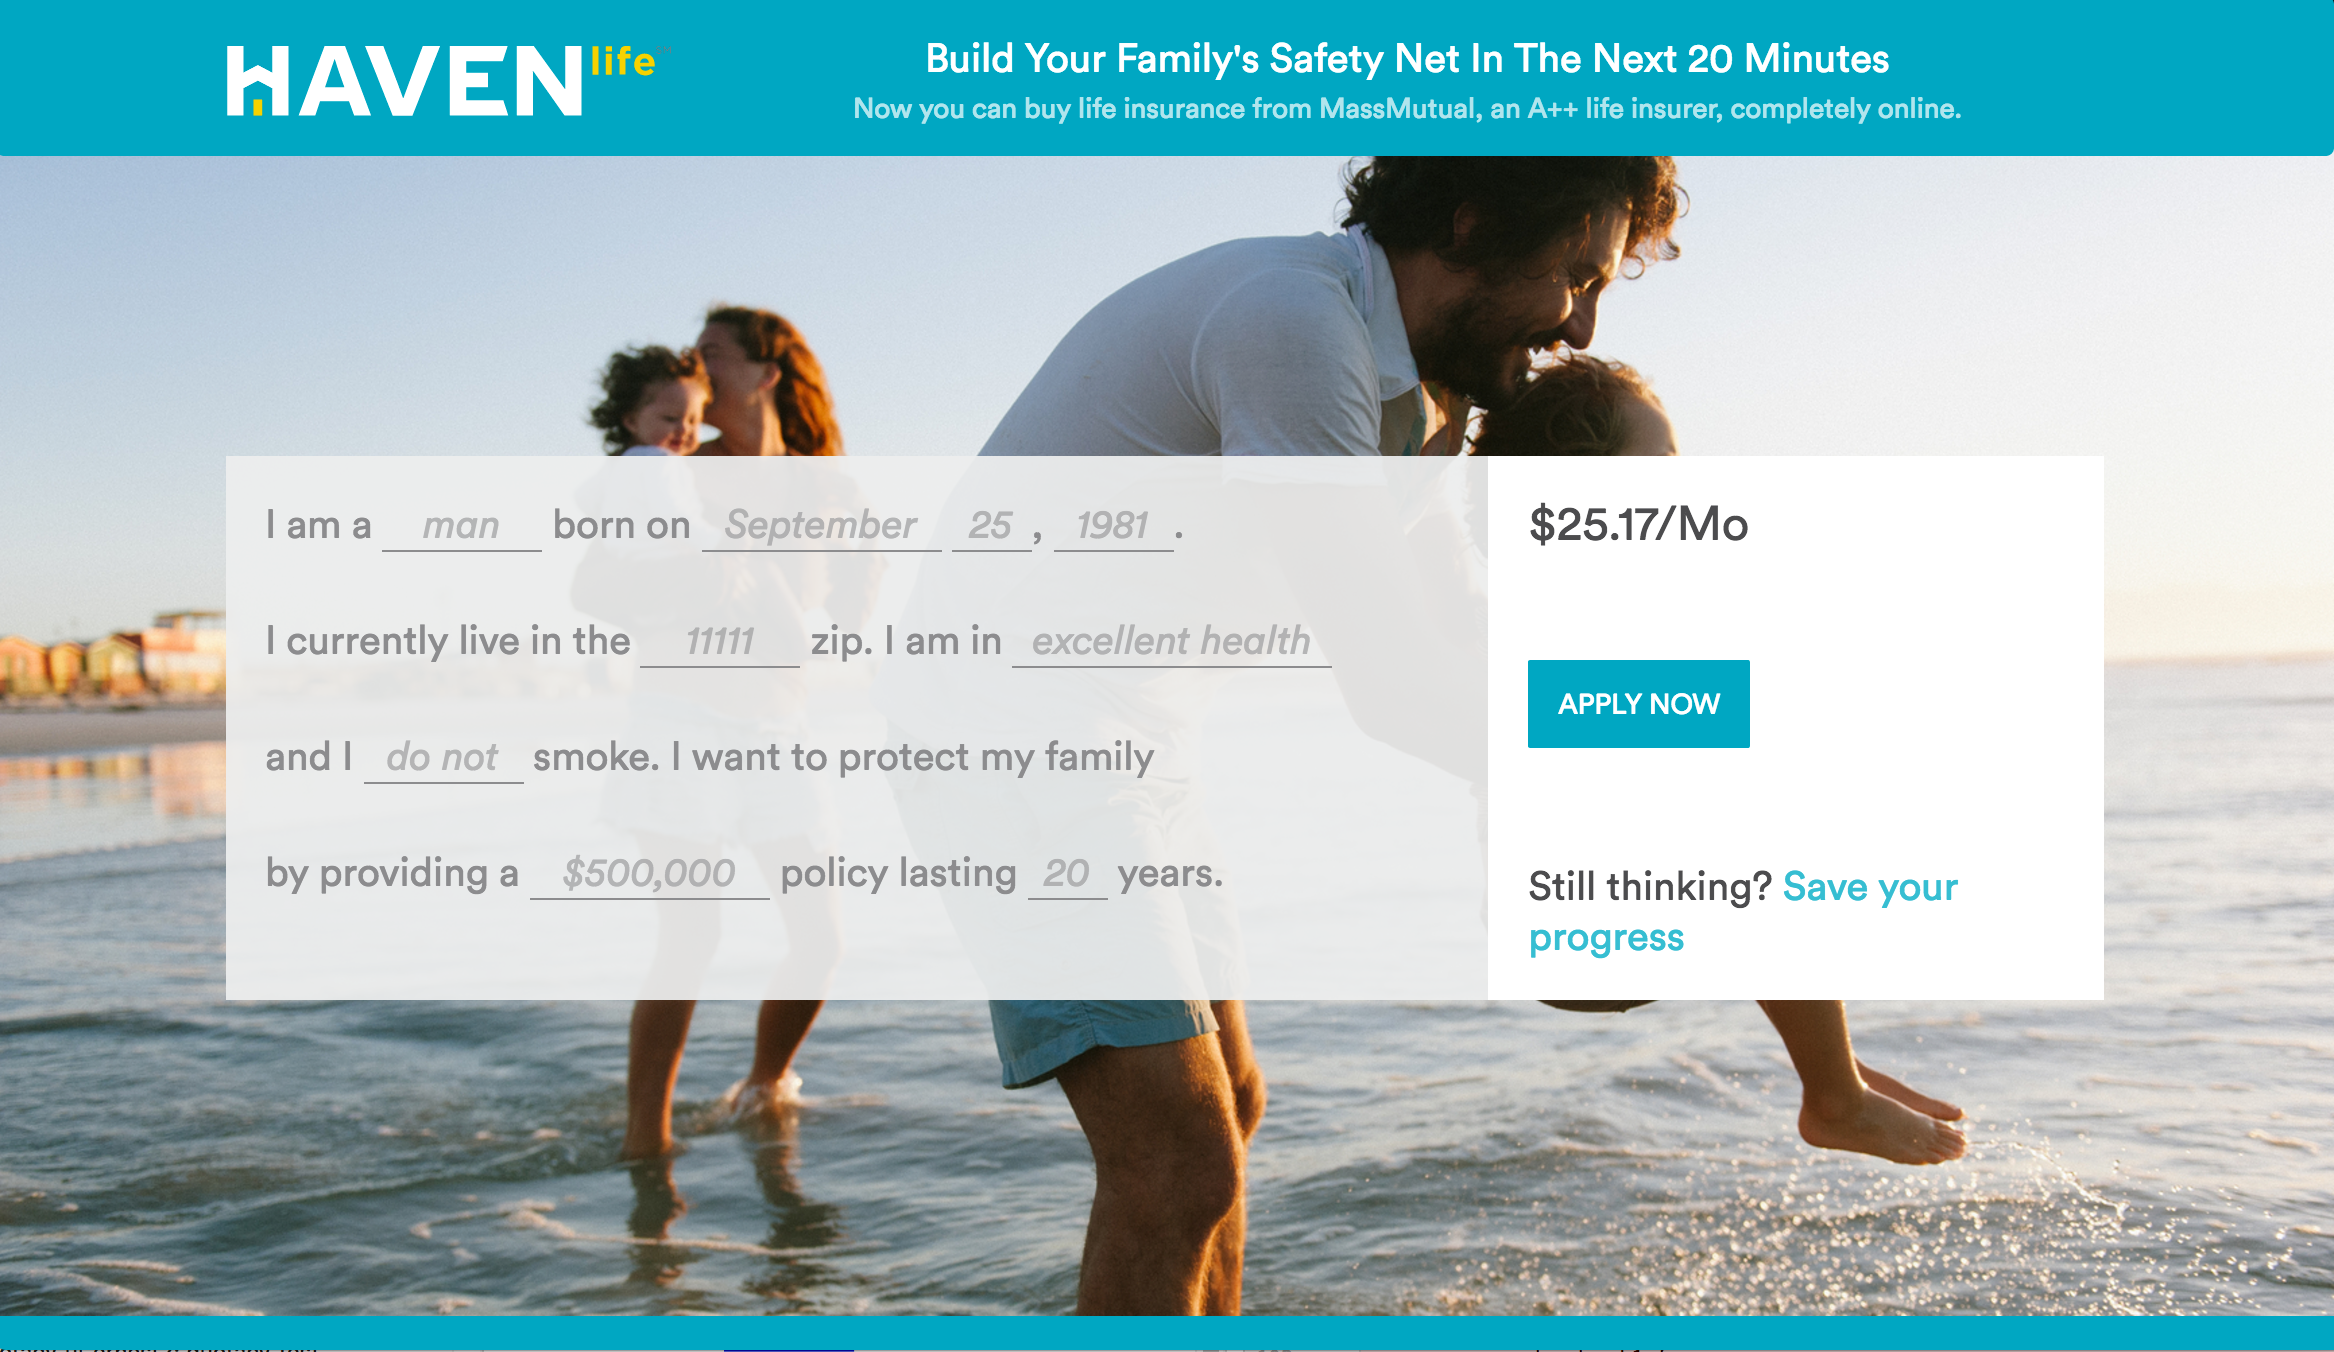 HAVEN life
Build Your Family's Safety Net In The Next 20 Minutes
Now you can buy life insurance from MassMutual, an A++ life insurer, completely online.
I am a man born on September 25, 1981.
I currently live in the 11111 zip. I am in excellent health
and I do not smoke. I want to protect my family
by providing a $500,000 policy lasting 20 years.
$25.17/Mo
APPLY NOW
Still thinking? Save your
progress